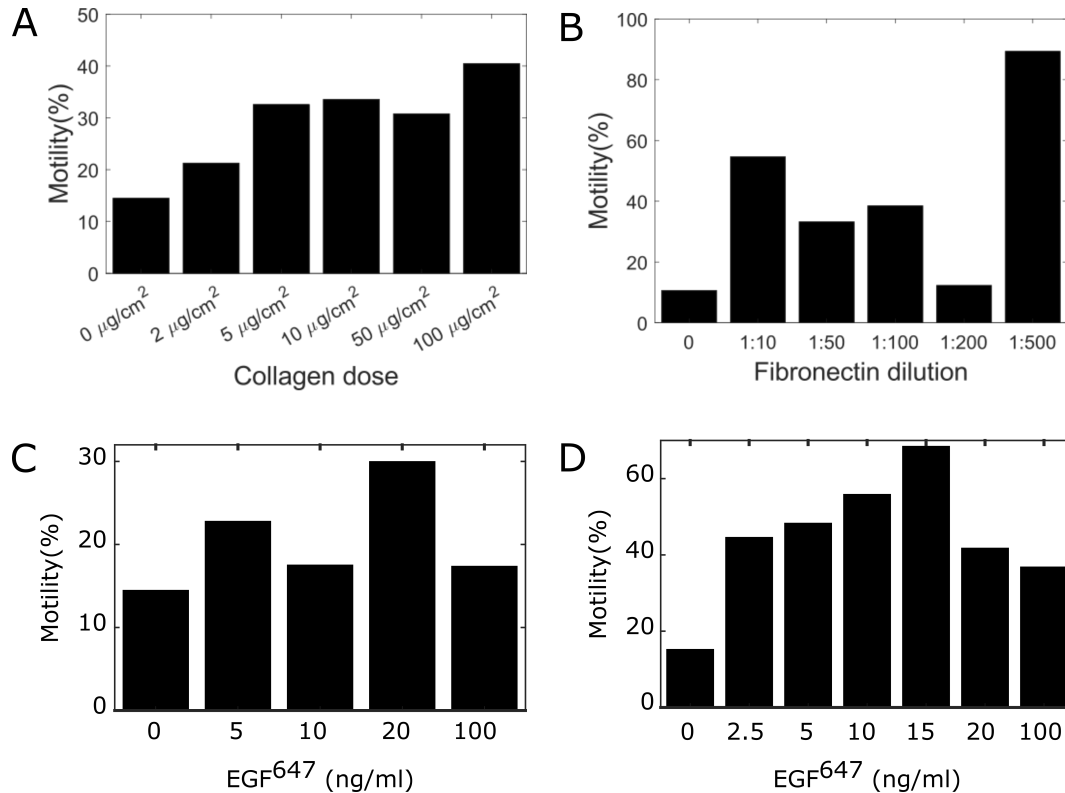 A
Motility(%)
50
40
30
20
10
0
0 μg/cm²
2 μg/cm²
5 μg/cm²
10 μg/cm²
50 μg/cm²
100 μg/cm²
Collagen dose
B
Motility(%)
100
80
60
40
20
0
0 1:10 1:50 1:100 1:200 1:500
Fibronectin dilution
C
Motility(%)
30
20
10
0
0 5 10 20 100
EGF⁶⁴⁷ (ng/ml)
D
Motility(%)
60
40
20
0
0 2.5 5 10 15 20 100
EGF⁶⁴⁷ (ng/ml)